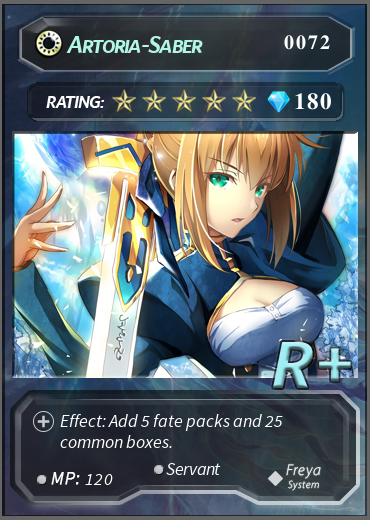 Artoria-Saber 0072
RATING: 180
R+
Effect: Add 5 fate packs and 25
common boxes.
MP: 120 Servant Freya
System